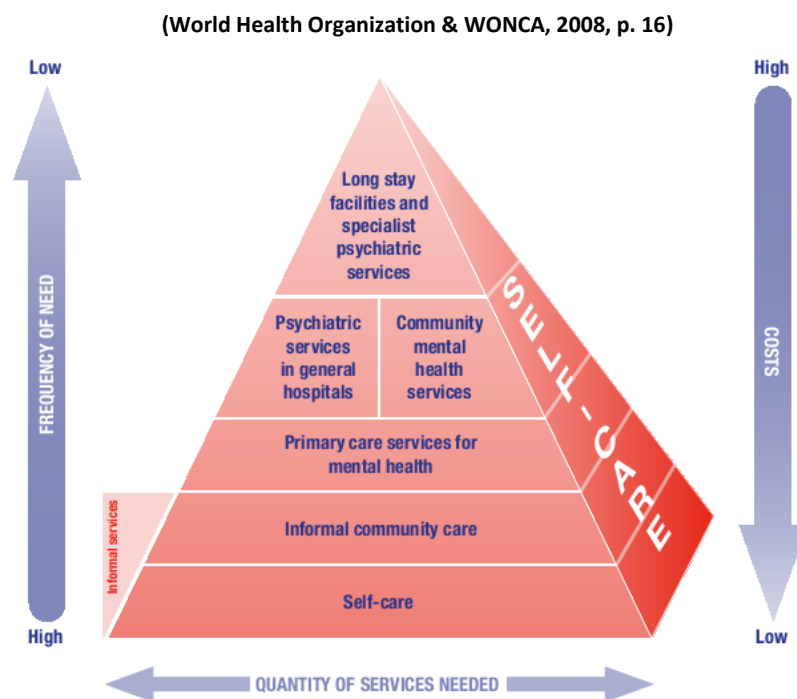 (World Health Organization & WONCA, 2008, p. 16)
Low
High
FREQUENCY OF NEED
COSTS
Long stay
facilities and
specialist
psychiatric
services
SELF-CARE
Psychiatric
services
in general
hospitals
Community
mental
health
services
Primary care services for
mental health
Informal services
Informal community care
Self-care
High
Low
QUANTITY OF SERVICES NEEDED